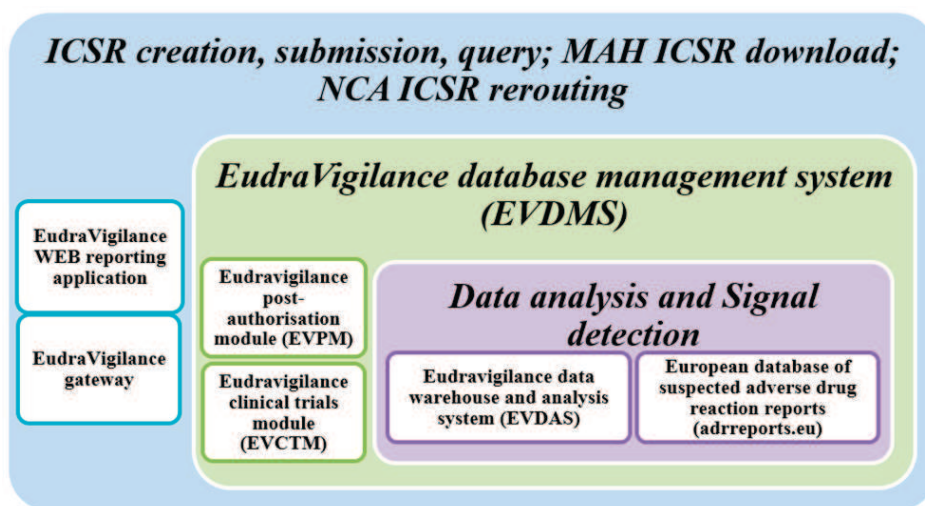 ICSR creation, submission, query; MAH ICSR download;
NCA ICSR rerouting
EudraVigilance database management system
(EVDMS)
EudraVigilance
WEB reporting
application
EudraVigilance
gateway
Eudravigilance
post-
authorisation
module (EVPM)
Eudravigilance
clinical trials
module
(EVCTM)
Data analysis and Signal
detection
Eudravigilance data
warehouse and analysis
system (EVDAS)
European database of
suspected adverse drug
reaction reports
(adrreports.eu)